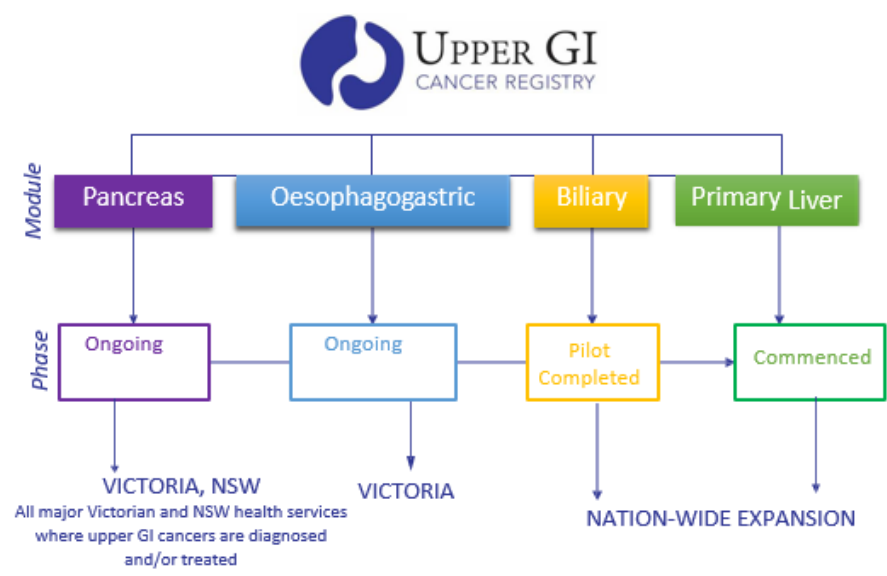 UPPER GI
CANCER REGISTRY
Module
Pancreas
Oesophagogastric
Biliary
Primary Liver
Phase
Ongoing
Ongoing
Pilot
Completed
Commenced
VICTORIA, NSW
All major Victorian and NSW health services
where upper GI cancers are diagnosed
and/or treated
VICTORIA
NATION-WIDE EXPANSION